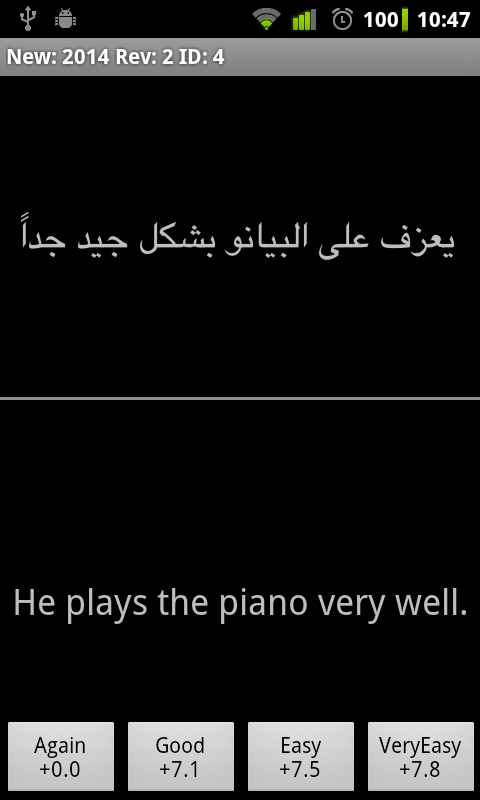 100 10:47
New: 2014 Rev: 2 ID: 4
يعزف على البيانو بشكل جيد جداً
He plays the piano very well.
Again Good Easy VeryEasy
+0.0 +7.1 +7.5 +7.8